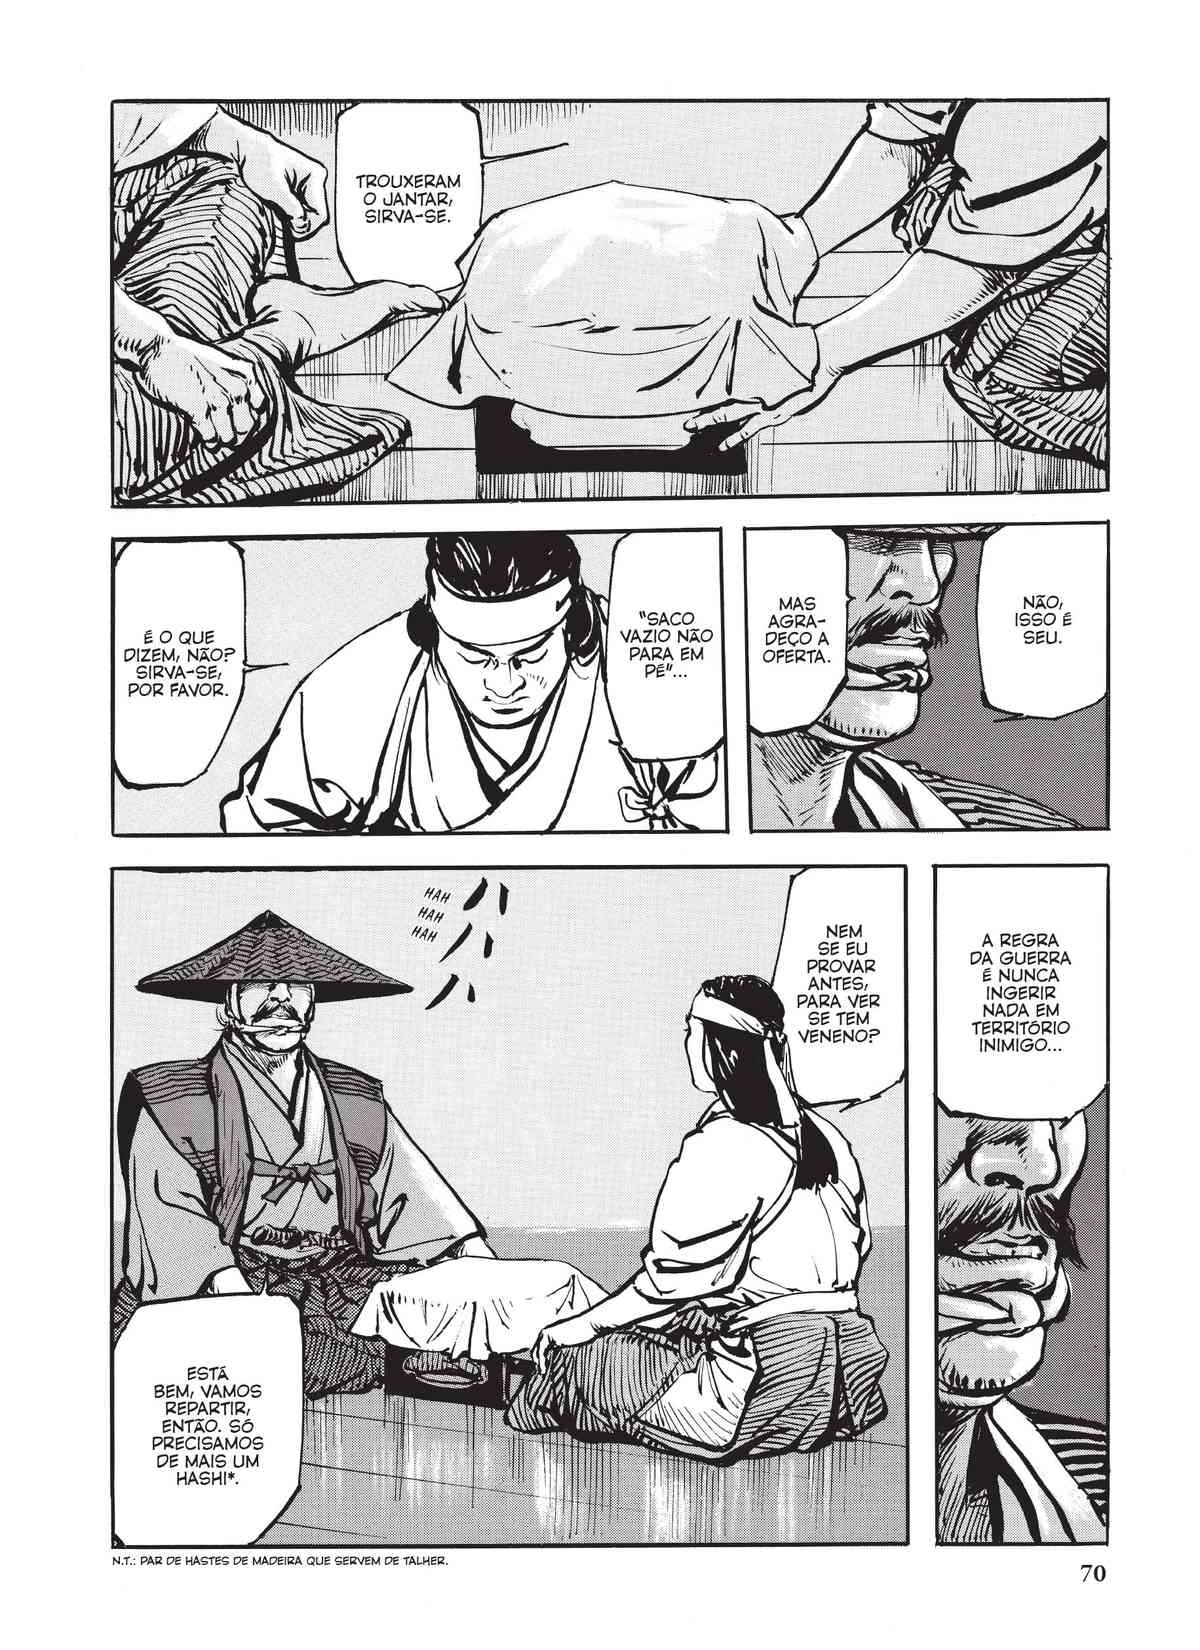 TROUXERAM
O JANTAR,
SIRVA-SE.
NÃO,
ISSO É
SEU.
MAS
AGRA-
DEÇO A
OFERTA.
"SACO
VAZIO NÃO
PARA EM
PÉ"...
É O QUE
DIZEM, NÃO?
SIRVA-SE,
POR FAVOR.
A REGRA
DA GUERRA
É NUNCA
INGERIR
NADA EM
TERRITÓRIO
INIMIGO...
NEM
SE EU
PROVAR
ANTES,
PARA VER
SE TEM
VENENO?
ハハハ
HAH
HAH
HAH
ESTÁ
BEM, VAMOS
REPARTIR,
ENTÃO. SÓ
PRECISAMOS
DE MAIS UM
HASHI*.
N.T.: PAR DE HASTES DE MADEIRA QUE SERVEM DE TALHER.
70